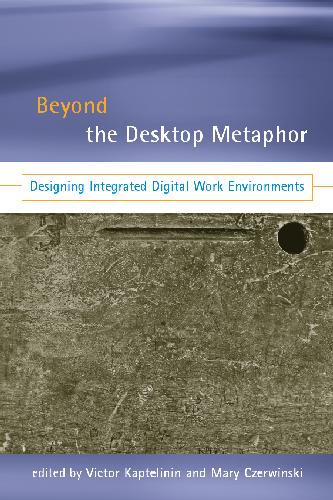 Beyond
the Desktop Metaphor
Designing Integrated Digital Work Environments
edited by Victor Kaptelinin and Mary Czerwinski